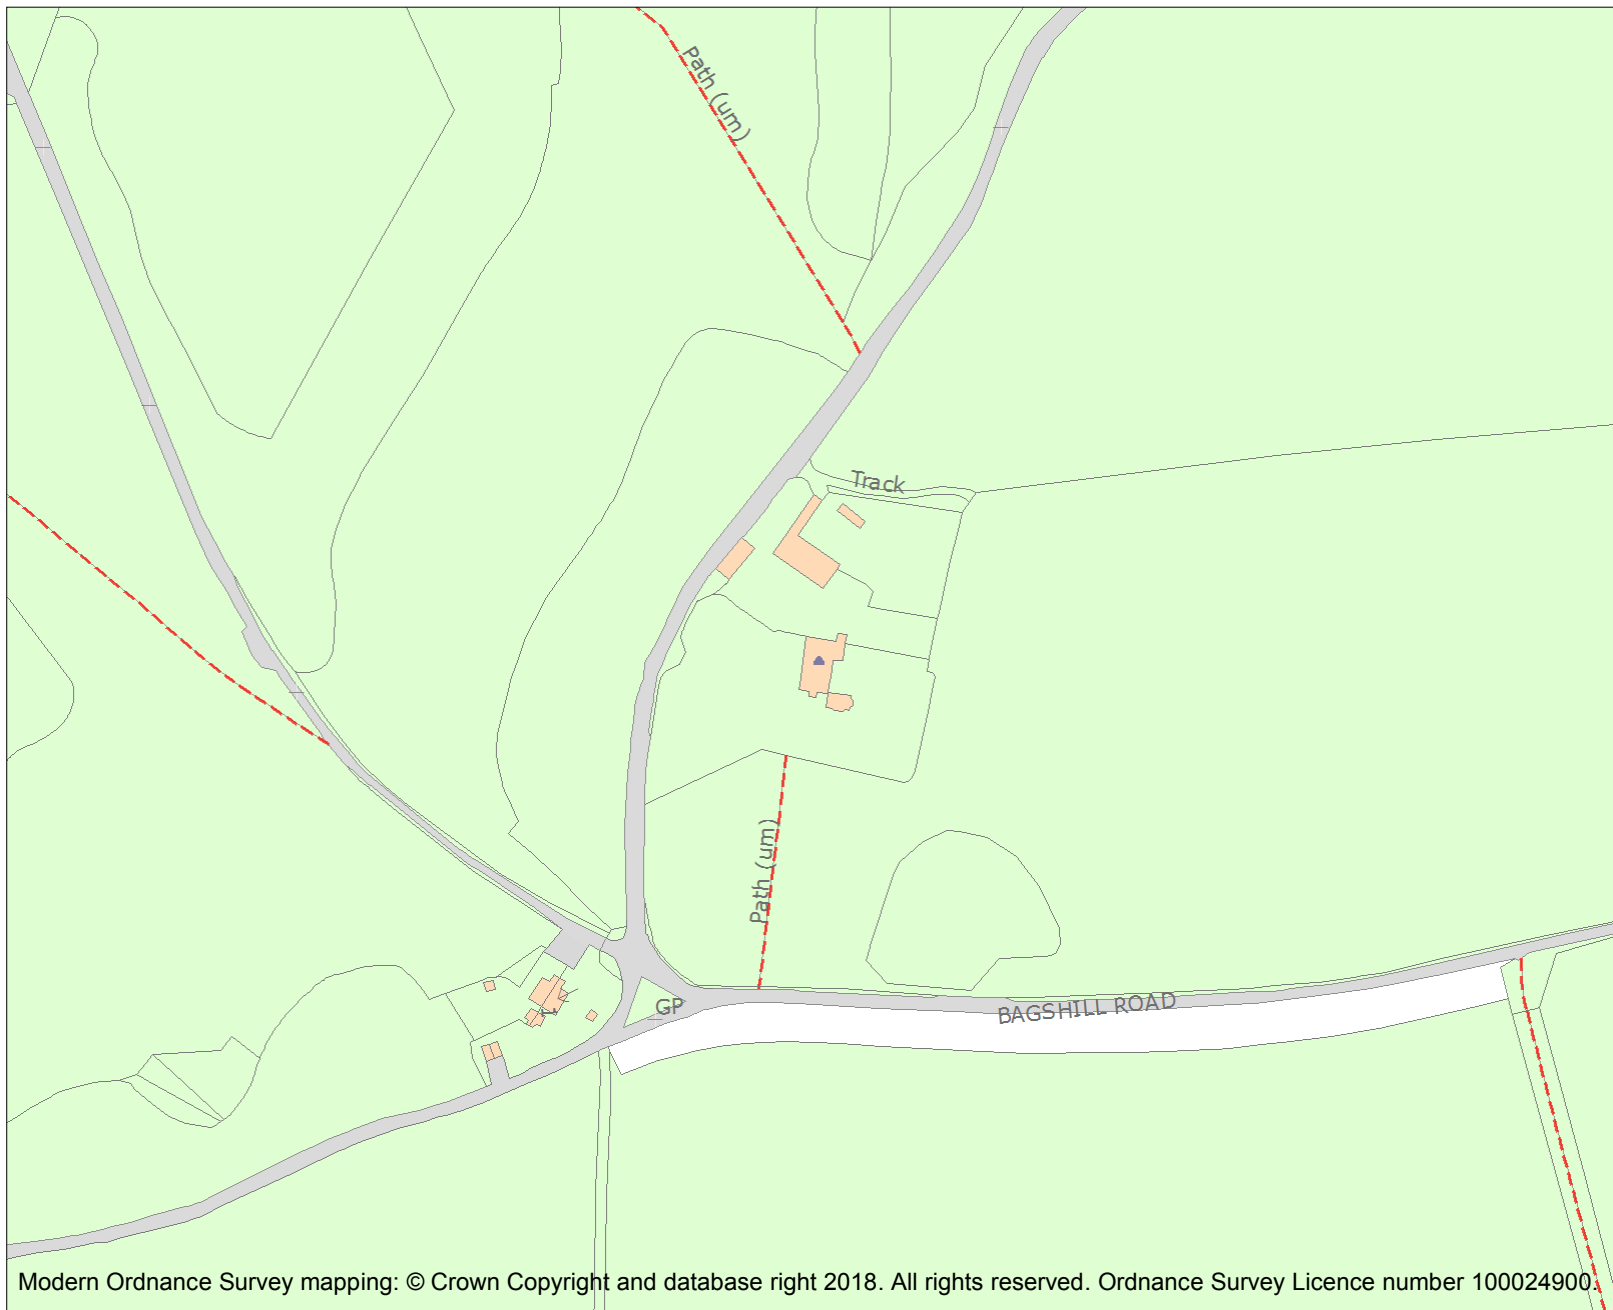 Path (um)
Track
Path (um)
GP
BAGSHILL ROAD
Modern Ordnance Survey mapping: © Crown Copyright and database right 2018. All rights reserved. Ordnance Survey Licence number 100024900.